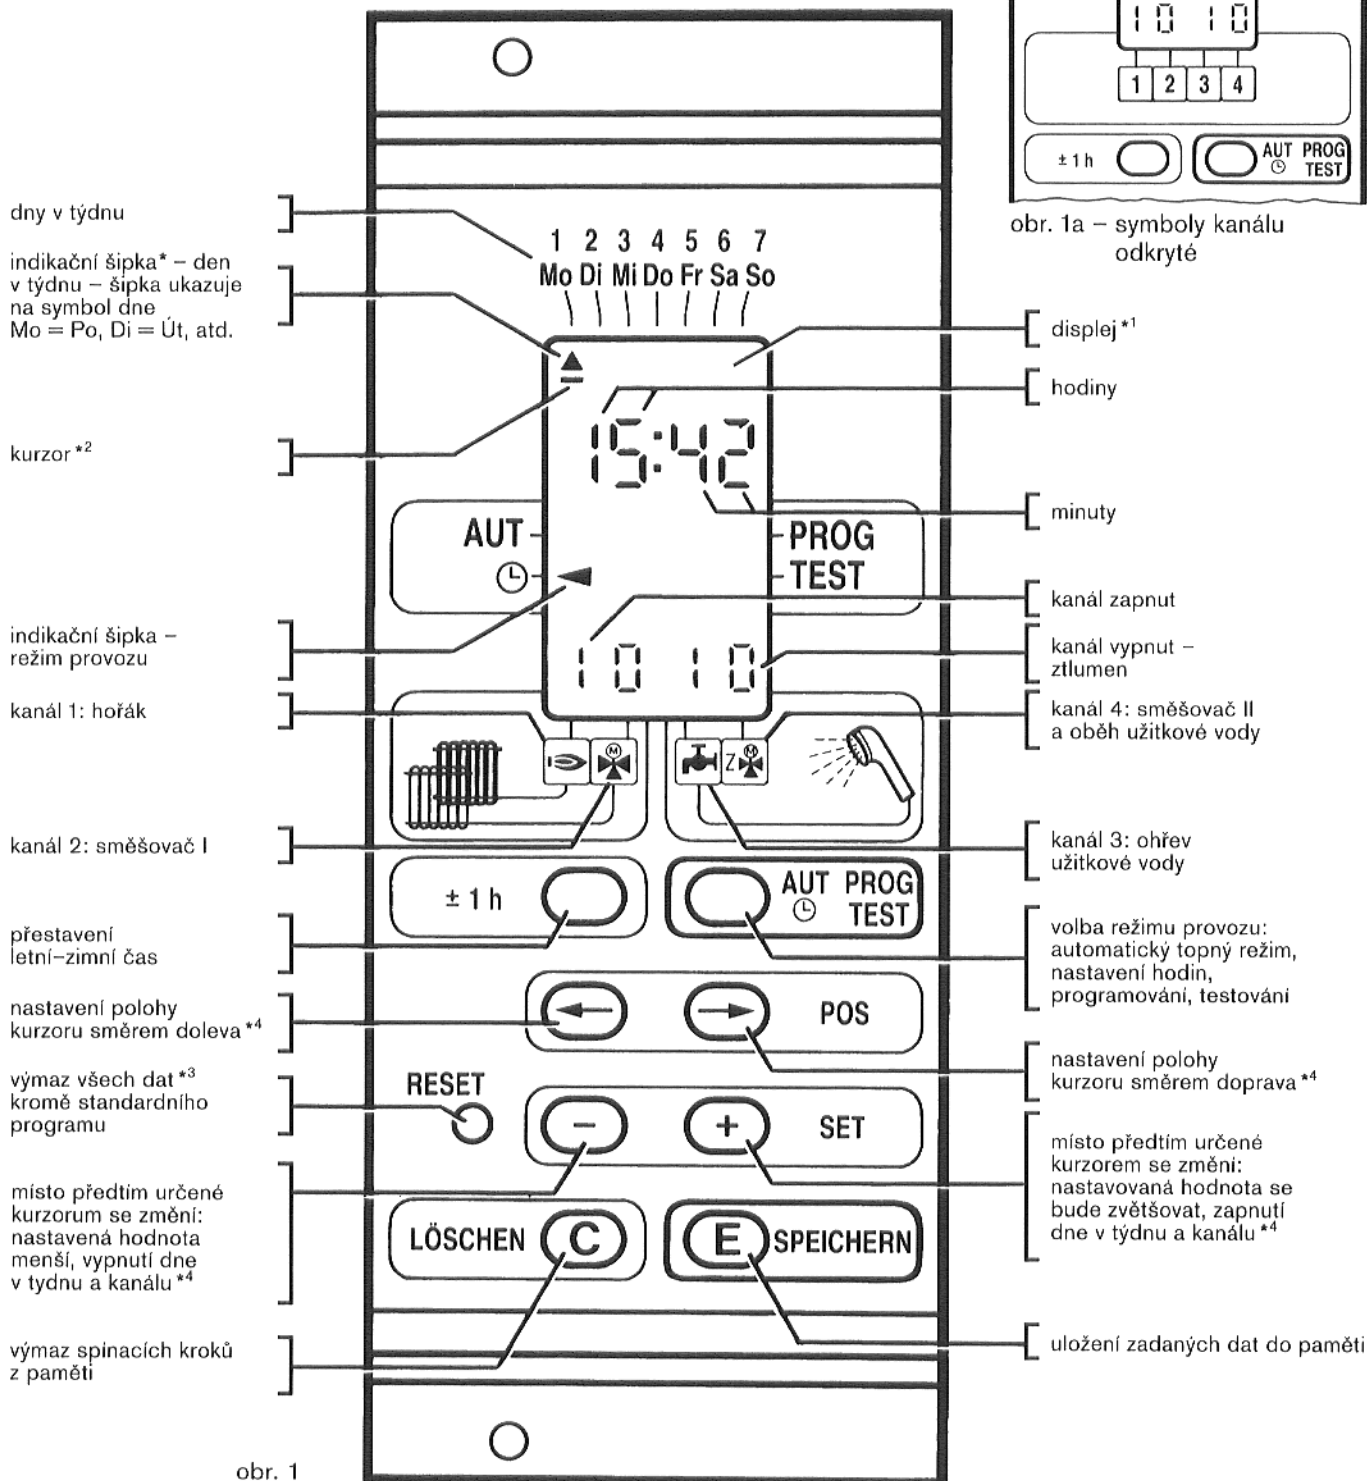 1 0 1 0
1 2 3 4
± 1 h
AUT PROG
TEST
obr. 1a – symboly kanálu
odkryté
dny v týdnu
indikační šipka* – den
v týdnu – šipka ukazuje
na symbol dne
Mo = Po, Di = Út, atd.
kurzor *2
indikační šipka –
režim provozu
kanál 1: hořák
kanál 2: směšovač I
přestavení
letní–zimní čas
nastavení polohy
kurzoru směrem doleva *4
výmaz všech dat *3
kromě standardního
programu
místo předtím určené
kurzorum se změní:
nastavená hodnota
menší, vypnutí dne
v tydnu a kanálu *4
výmaz spinacích kroků
z paměti
obr. 1
1 2 3 4 5 6 7
Mo Di Mi Do Fr Sa So
15:42
AUT
PROG
TEST
1 0 1 0
M
Z M
± 1 h
AUT PROG
TEST
POS
RESET
− + SET
LÖSCHEN C
E SPEICHERN
displej *1
hodiny
minuty
kanál zapnut
kanál vypnut –
ztlumen
kanál 4: směšovač II
a oběh užitkové vody
kanál 3: ohřev
užitkové vody
volba režimu provozu:
automatický topný režim,
nastavení hodin,
programování, testování
nastavení polohy
kurzoru směrem doprava *4
místo předtím určené
kurzorem se změní:
nastavovaná hodnota se
bude zvětšovat, zapnutí
dne v týdnu a kanálu *4
uložení zadaných dat do paměti